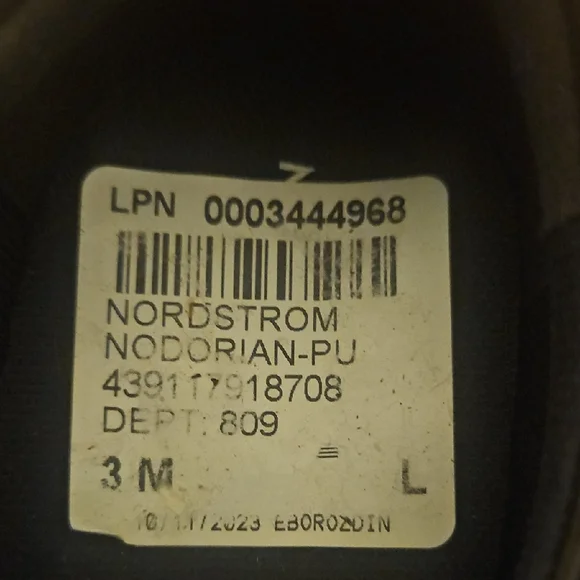 LPN 0003444968
NORDSTROM
NODORIAN-PU
439117918708
DEPT: 809
3 M L
10/11/2023 EBOROZDIN